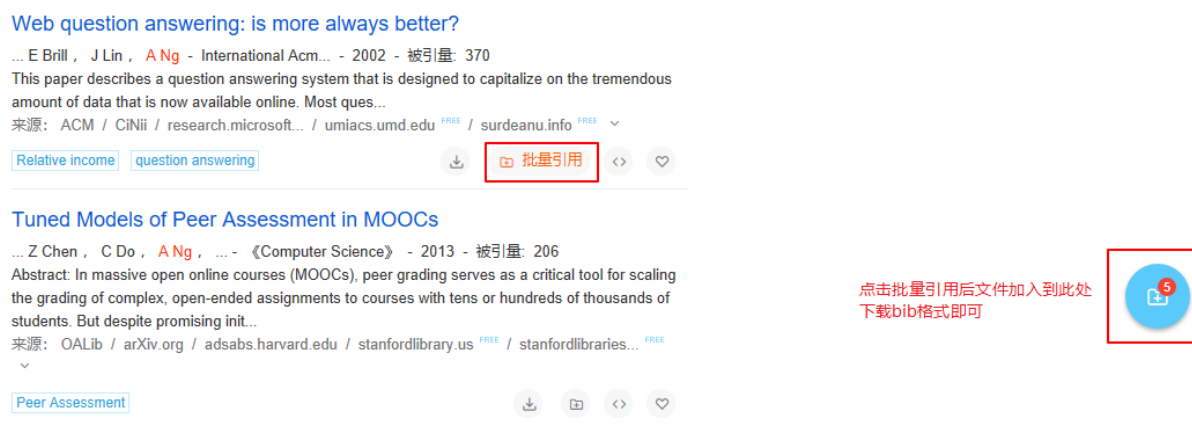 Web question answering: is more always better?
... E Brill , J Lin , A Ng - International Acm... - 2002 - 被引量: 370
This paper describes a question answering system that is designed to capitalize on the tremendous
amount of data that is now available online. Most ques...
来源: ACM / CiNii / research.microsoft... / umiacs.umd.edu FREE / surdeanu.info FREE
Relative income question answering
批量引用
Tuned Models of Peer Assessment in MOOCs
... Z Chen , C Do , A Ng , ... - 《Computer Science》 - 2013 - 被引量: 206
Abstract: In massive open online courses (MOOCs), peer grading serves as a critical tool for scaling
the grading of complex, open-ended assignments to courses with tens or hundreds of thousands of
students. But despite promising init...
来源: OALib / arXiv.org / adsabs.harvard.edu / stanfordlibrary.us FREE / stanfordlibraries... FREE
Peer Assessment
点击批量引用后文件加入到此处
下载bib格式即可
5